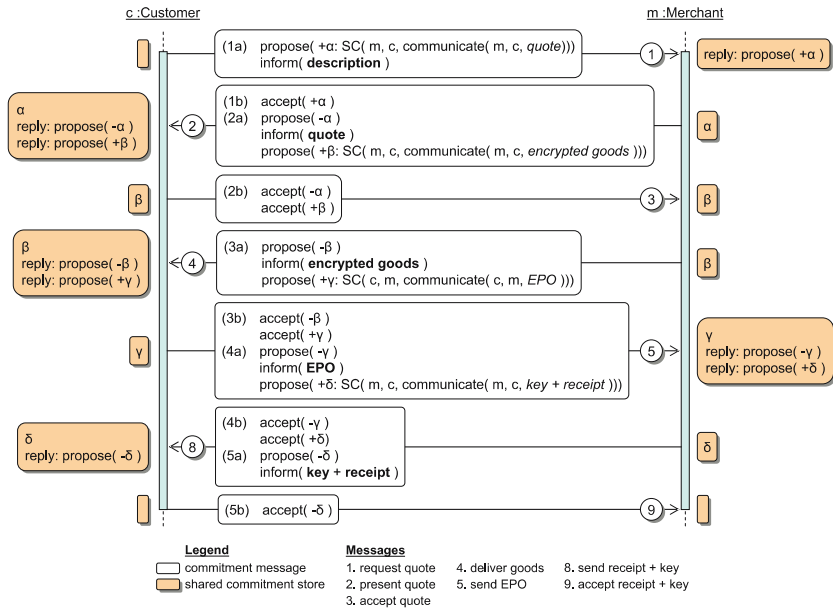 c :Customer
m :Merchant
(1a) propose( +α: SC( m, c, communicate( m, c, quote)))
inform( description )
1
reply: propose( +α )
α
reply: propose( -α )
reply: propose( +β )
2
(1b) accept( +α )
(2a) propose( -α )
inform( quote )
propose( +β: SC( m, c, communicate( m, c, encrypted goods )))
α
β
(2b) accept( -α )
accept( +β )
3
β
β
reply: propose( -β )
reply: propose( +γ )
4
(3a) propose( -β )
inform( encrypted goods )
propose( +γ: SC( c, m, communicate( c, m, EPO )))
β
γ
(3b) accept( -β )
accept( +γ )
(4a) propose( -γ )
inform( EPO )
propose( +δ: SC( m, c, communicate( m, c, key + receipt )))
5
γ
reply: propose( -γ )
reply: propose( +δ )
δ
reply: propose( -δ )
8
(4b) accept( -γ )
accept( +δ)
(5a) propose( -δ )
inform( key + receipt )
δ
(5b) accept( -δ )
9
Legend
commitment message
shared commitment store
Messages
1. request quote
2. present quote
3. accept quote
4. deliver goods
5. send EPO
8. send receipt + key
9. accept receipt + key